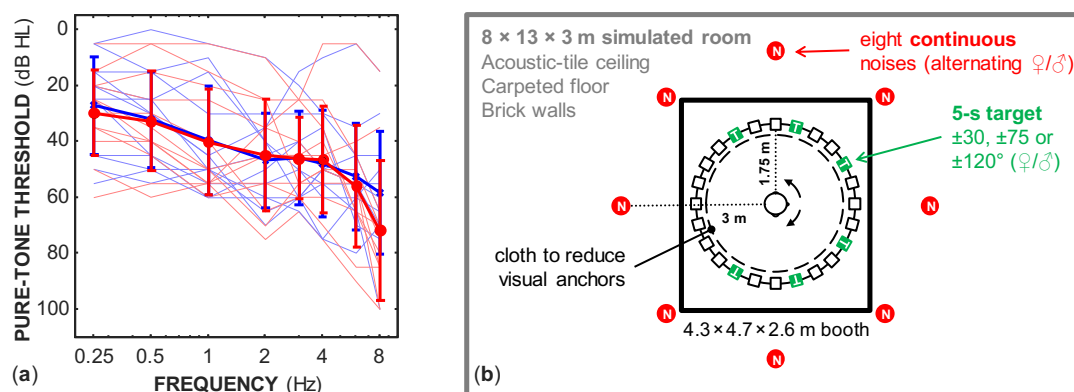 PURE-TONE THRESHOLD (dB HL)
0
20
40
60
80
100
0.25
0.5
1
2
4
8
FREQUENCY (Hz)
(a)
8 × 13 × 3 m simulated room
Acoustic-tile ceiling
Carpeted floor
Brick walls
N
eight continuous
noises (alternating ♀/♂)
N
N
T
T
5-s target
±30, ±75 or
±120° (♀/♂)
T
1.75 m
N
3 m
N
cloth to reduce
visual anchors
T
T
T
T
N
4.3 × 4.7 × 2.6 m booth
N
N
(b)